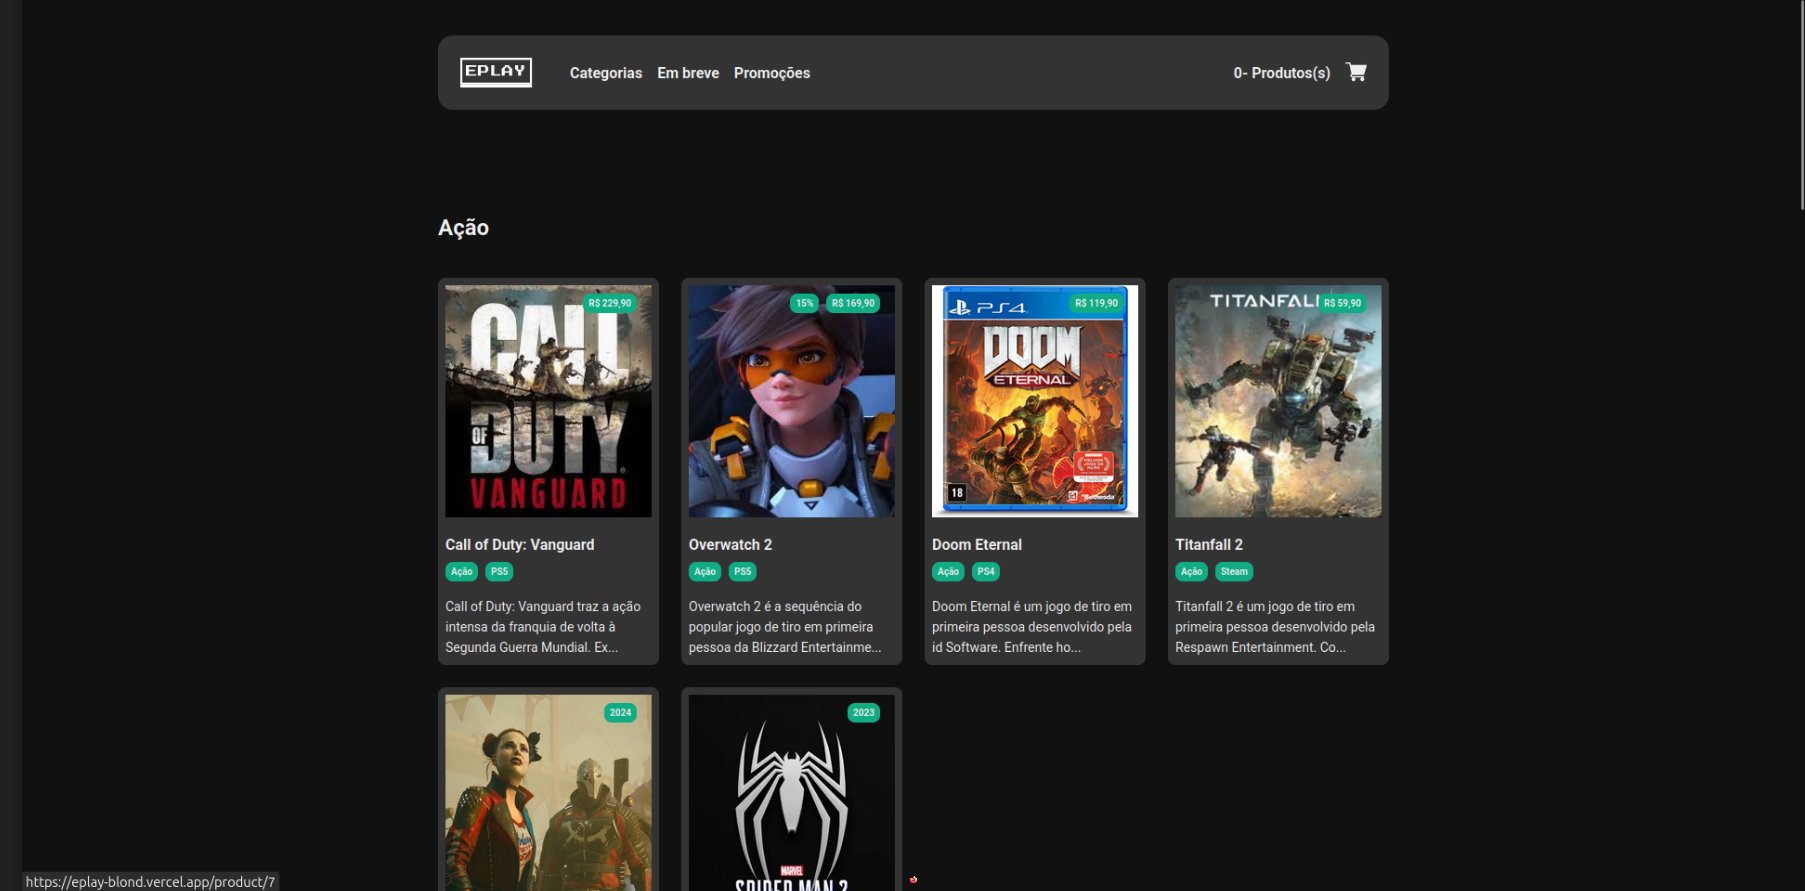 EPLAY
Categorias Em breve Promoções
0- Produtos(s)
Ação
R$ 229,90
CALL
OF DUTY
VANGUARD
Call of Duty: Vanguard
Ação PS5
Call of Duty: Vanguard traz a ação
intensa da franquia de volta à
Segunda Guerra Mundial. Ex...
15% R$ 169,90
Overwatch 2
Ação PS5
Overwatch 2 é a sequência do
popular jogo de tiro em primeira
pessoa da Blizzard Entertainme...
PS4 R$ 119,90
DOOM
ETERNAL
MELHOR
JOGO DE
AÇÃO
18
Bethesda
Doom Eternal
Ação PS4
Doom Eternal é um jogo de tiro em
primeira pessoa desenvolvido pela
id Software. Enfrente ho...
TITANFALL R$ 59,90
Titanfall 2
Ação Steam
Titanfall 2 é um jogo de tiro em
primeira pessoa desenvolvido pela
Respawn Entertainment. Co...
2024
2023
MARVEL
SPIDER-MAN 2
https://eplay-blond.vercel.app/product/7